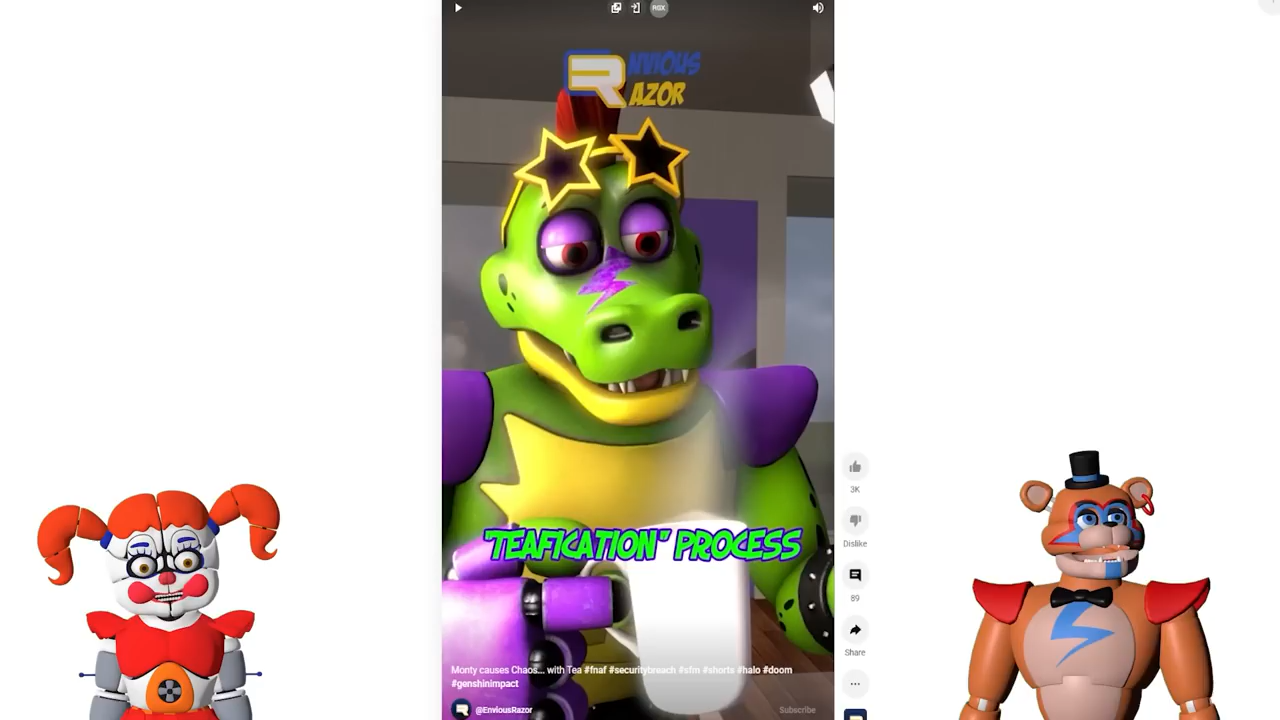 RGX
ENVIOUS
RAZOR
"TEAFICATION" PROCESS
3K
Dislike
89
Share
Monty causes Chaos... with Tea #fnaf #securitybreach #sfm #shorts #halo #doom
#genshinimpact
@EnviousRazor
Subscribe